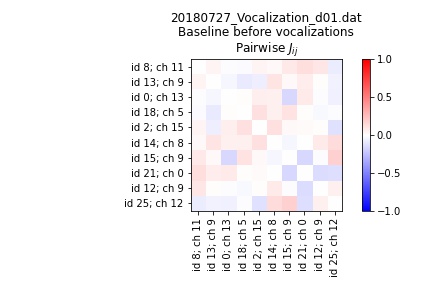 20180727_Vocalization_d01.dat
Baseline before vocalizations
Pairwise J_ij
id 8; ch 11
id 13; ch 9
id 0; ch 13
id 18; ch 5
id 2; ch 15
id 14; ch 8
id 15; ch 9
id 21; ch 0
id 12; ch 9
id 25; ch 12
1.0
0.5
0.0
−0.5
−1.0
id 8; ch 11
id 13; ch 9
id 0; ch 13
id 18; ch 5
id 2; ch 15
id 14; ch 8
id 15; ch 9
id 21; ch 0
id 12; ch 9
id 25; ch 12